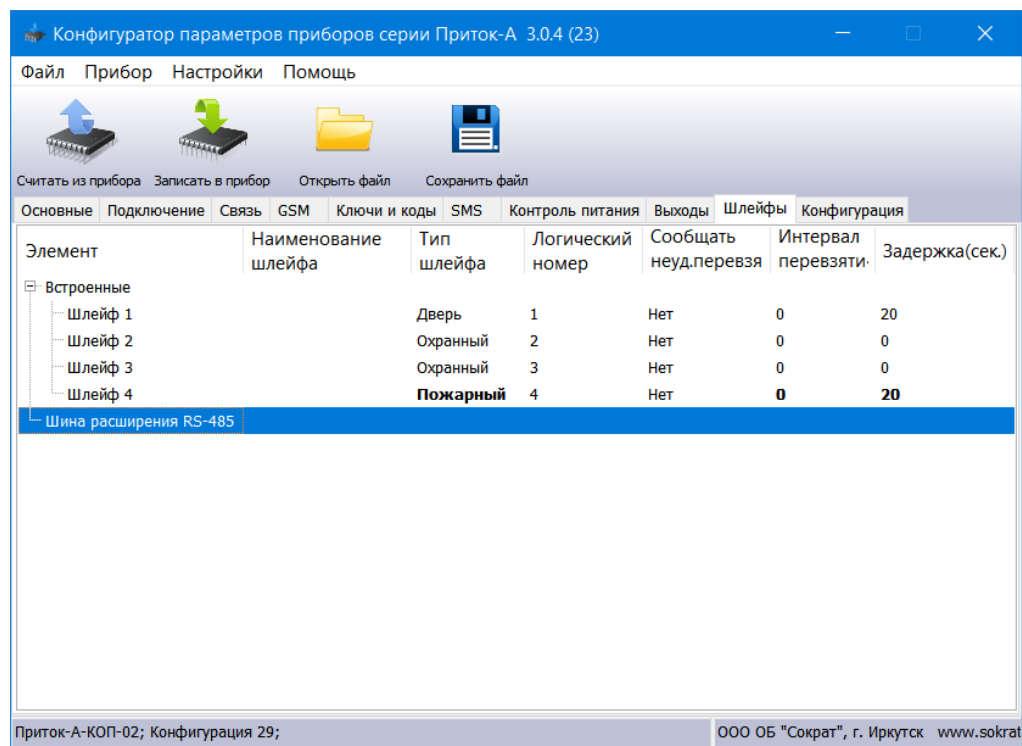 Конфигуратор параметров приборов серии Приток-А 3.0.4 (23)
Файл Прибор Настройки Помощь
Считать из прибора Записать в прибор Открыть файл Сохранить файл
Основные Подключение Связь GSM Ключи и коды SMS Контроль питания Выходы Шлейфы Конфигурация
Элемент Наименование шлейфа Тип шлейфа Логический номер Сообщать неуд.перевзя Интервал перевзяти Задержка(сек.)
Встроенные
Шлейф 1 Дверь 1 Нет 0 20
Шлейф 2 Охранный 2 Нет 0 0
Шлейф 3 Охранный 3 Нет 0 0
Шлейф 4 Пожарный 4 Нет 0 20
Шина расширения RS-485
Приток-А-КОП-02; Конфигурация 29; ООО ОБ "Сократ", г. Иркутск www.sokrat